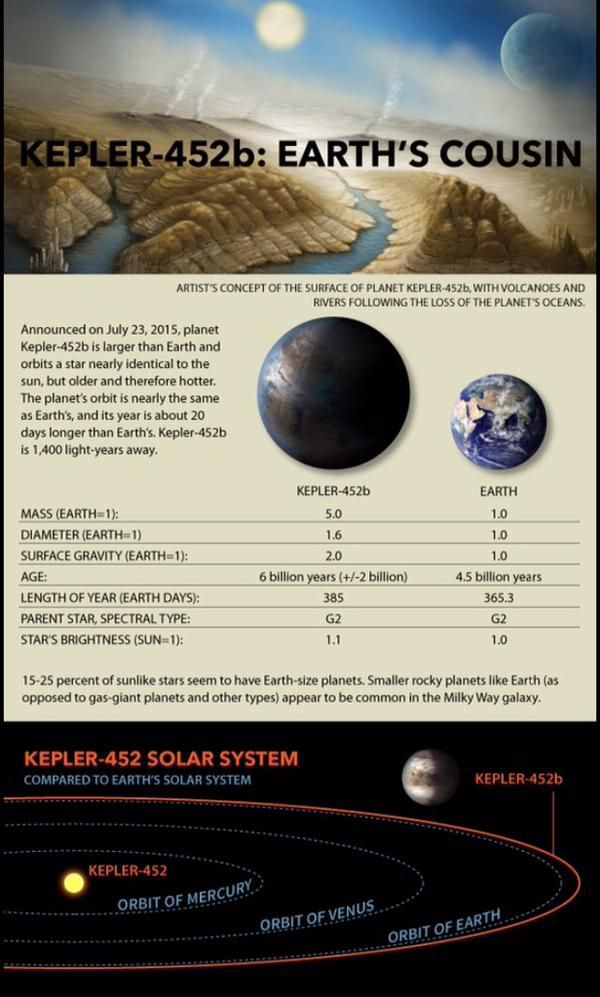 KEPLER-452b: EARTH'S COUSIN
ARTIST'S CONCEPT OF THE SURFACE OF PLANET KEPLER-452b, WITH VOLCANOES AND
RIVERS FOLLOWING THE LOSS OF THE PLANET'S OCEANS.
Announced on July 23, 2015, planet
Kepler-452b is larger than Earth and
orbits a star nearly identical to the
sun, but older and therefore hotter.
The planet's orbit is nearly the same
as Earth's, and its year is about 20
days longer than Earth's. Kepler-452b
is 1,400 light-years away.
KEPLER-452b EARTH
MASS (EARTH=1): 5.0 1.0
DIAMETER (EARTH=1) 1.6 1.0
SURFACE GRAVITY (EARTH=1): 2.0 1.0
AGE: 6 billion years (+/-2 billion) 4.5 billion years
LENGTH OF YEAR (EARTH DAYS): 385 365.3
PARENT STAR, SPECTRAL TYPE: G2 G2
STAR'S BRIGHTNESS (SUN=1): 1.1 1.0
15-25 percent of sunlike stars seem to have Earth-size planets. Smaller rocky planets like Earth (as
opposed to gas-giant planets and other types) appear to be common in the Milky Way galaxy.
KEPLER-452 SOLAR SYSTEM
COMPARED TO EARTH'S SOLAR SYSTEM
KEPLER-452b
KEPLER-452
ORBIT OF MERCURY
ORBIT OF VENUS
ORBIT OF EARTH